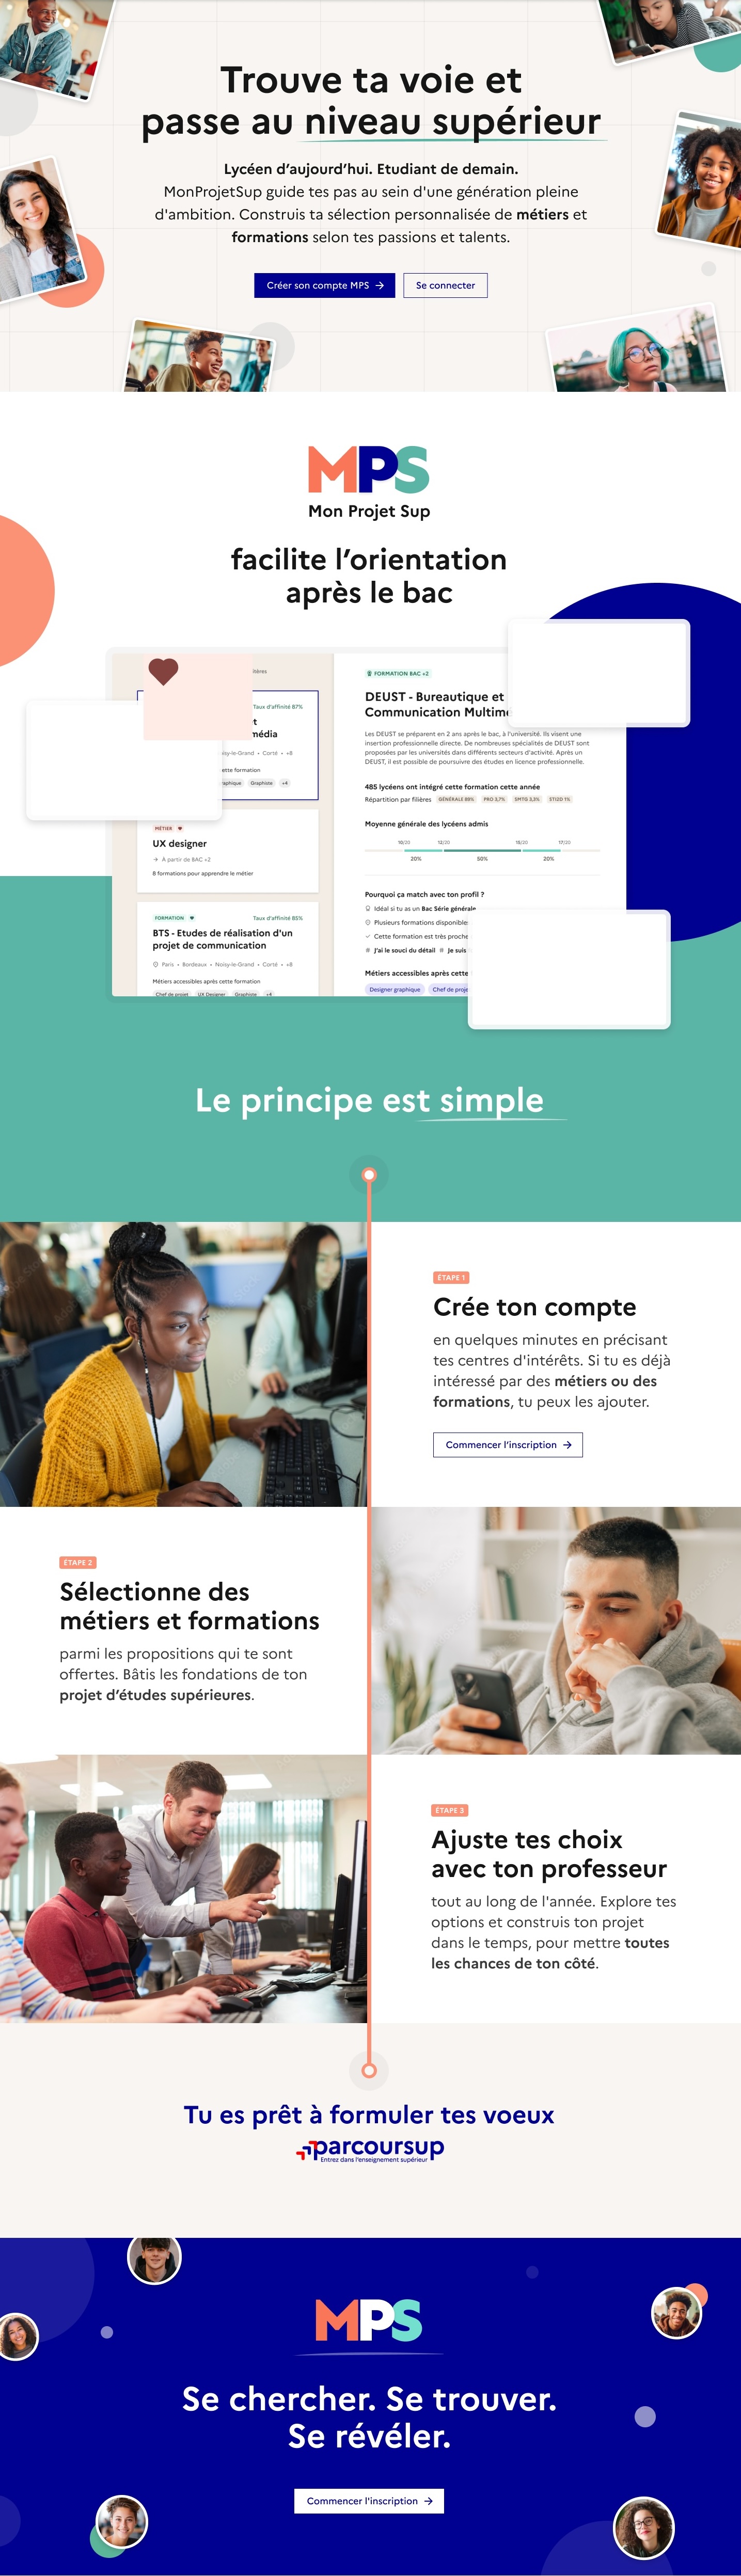 Trouve ta voie et
passe au niveau supérieur
Lycéen d’aujourd’hui. Etudiant de demain.
MonProjetSup guide tes pas au sein d'une génération pleine
d'ambition. Construis ta sélection personnalisée de métiers et
formations selon tes passions et talents.
Créer son compte MPS →
Se connecter
MPS
Mon Projet Sup
facilite l’orientation
après le bac
Taux d'affinité 87%
média
Noisy-le-Grand • Corté • +8
cette formation
Graphiste
+4
MÉTIER
UX designer
→ À partir de BAC +2
8 formations pour apprendre le métier
FORMATION
Taux d'affinité 85%
BTS - Etudes de réalisation d'un
projet de communication
Paris • Bordeaux • Noisy-le-Grand • Corté • +8
Métiers accessibles après cette formation
Chef de projet
UX Designer
Graphiste
+4
FORMATION BAC +2
DEUST - Bureautique et
Communication
Les DEUST se préparent en 2 ans après le bac, à l'université. Ils visent une
insertion professionnelle directe. De nombreuses spécialités de DEUST sont
proposées par les universités dans différents secteurs d'activité. Après un
DEUST, il est possible de poursuivre des études en licence professionnelle.
485 lycéens ont intégré cette formation cette année
Répartition par filières
GÉNÉRALE 89%
PRO 3,7%
SMTG 3,3%
STI2D 1%
Moyenne générale des lycéens admis
10/20
12/20
15/20
17/20
20%
50%
20%
Pourquoi ça match avec ton profil ?
Idéal si tu as un Bac Série générale
Plusieurs formations disponibles
Cette formation est très proche
# J'ai le souci du détail # Je suis
Métiers accessibles après cette
Designer graphique
Chef de
Le principe est simple
ÉTAPE 1
Crée ton compte
en quelques minutes en précisant
tes centres d'intérêts. Si tu es déjà
intéressé par des métiers ou des
formations, tu peux les ajouter.
Commencer l'inscription →
ÉTAPE 2
Sélectionne des
métiers et formations
parmi les propositions qui te sont
offertes. Bâtis les fondations de ton
projet d’études supérieures.
ÉTAPE 3
Ajuste tes choix
avec ton professeur
tout au long de l'année. Explore tes
options et construis ton projet
dans le temps, pour mettre toutes
les chances de ton côté.
Tu es prêt à formuler tes voeux
parcoursup
Entrez dans l'enseignement supérieur
MPS
Se chercher. Se trouver.
Se révéler.
Commencer l'inscription →